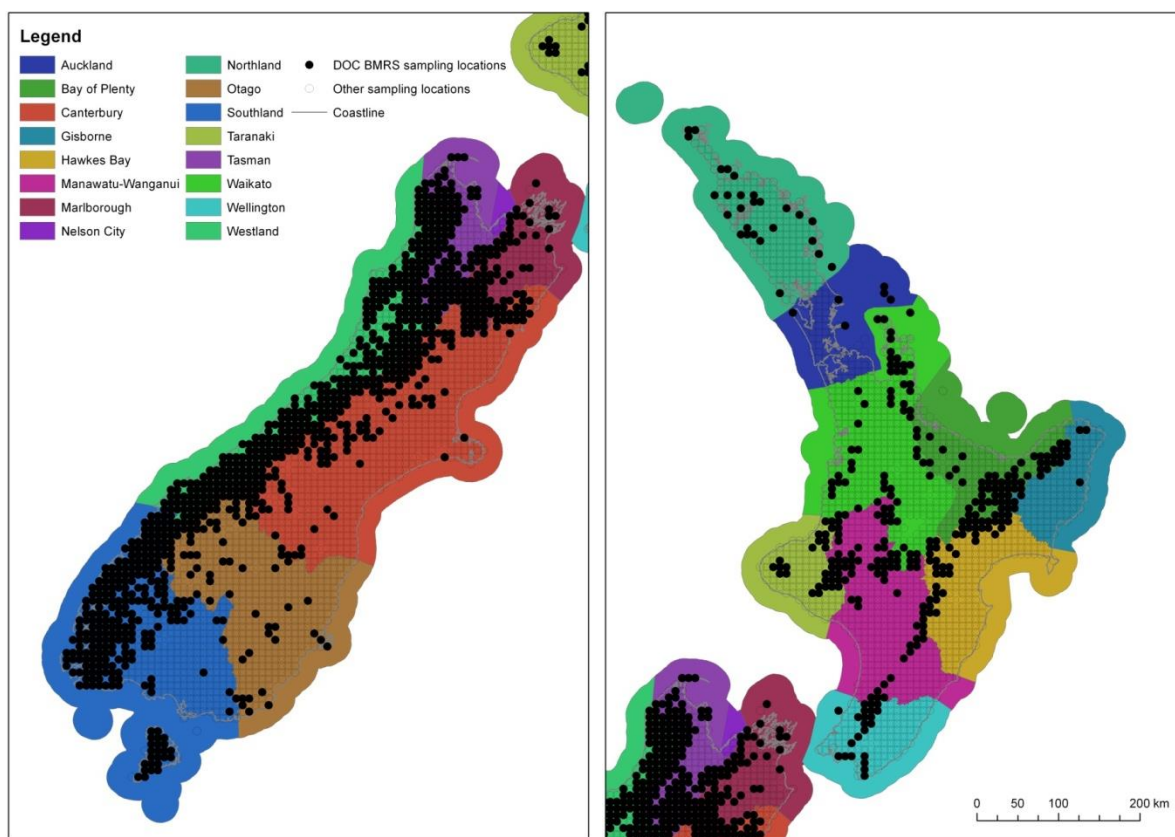 Legend
Auckland
Bay of Plenty
Canterbury
Gisborne
Hawkes Bay
Manawatu-Wanganui
Marlborough
Nelson City
Northland
Otago
Southland
Taranaki
Tasman
Waikato
Wellington
Westland
DOC BMRS sampling locations
Other sampling locations
Coastline
0 50 100 200 km